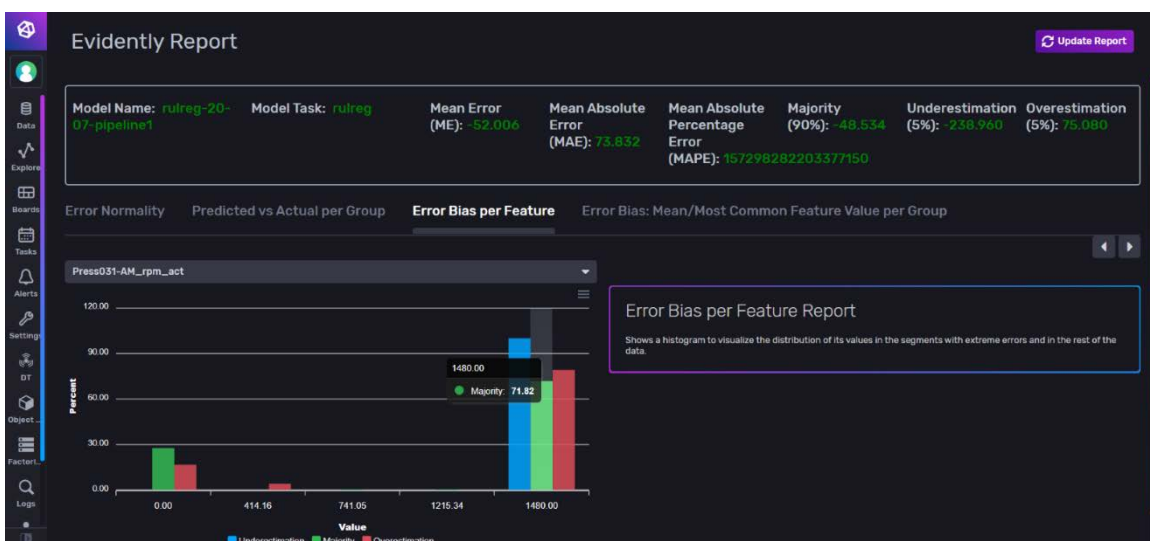 Evidently Report
Update Report
Data
Explore
Boards
Tasks
Alerts
Settings
DT
Object ...
Factori..
Logs
Model Name: rulreg-20-
07-pipeline1
Model Task: rulreg
Mean Error
(ME): -52.006
Mean Absolute
Error
(MAE): 73.832
Mean Absolute
Percentage
Error
(MAPE): 157298282203377150
Majority
(90%): -48.534
Underestimation
(5%): -238.960
Overestimation
(5%): 75.080
Error Normality
Predicted vs Actual per Group
Error Bias per Feature
Error Bias: Mean/Most Common Feature Value per Group
Press031-AM_rpm_act
120.00
90.00
60.00
30.00
0.00
Percent
1480.00
Majority: 71.82
0.00
414.16
741.05
1215.34
1480.00
Value
Underestimation
Majority
Overestimation
Error Bias per Feature Report
Shows a histogram to visualize the distribution of its values in the segments with extreme errors and in the rest of the
data.